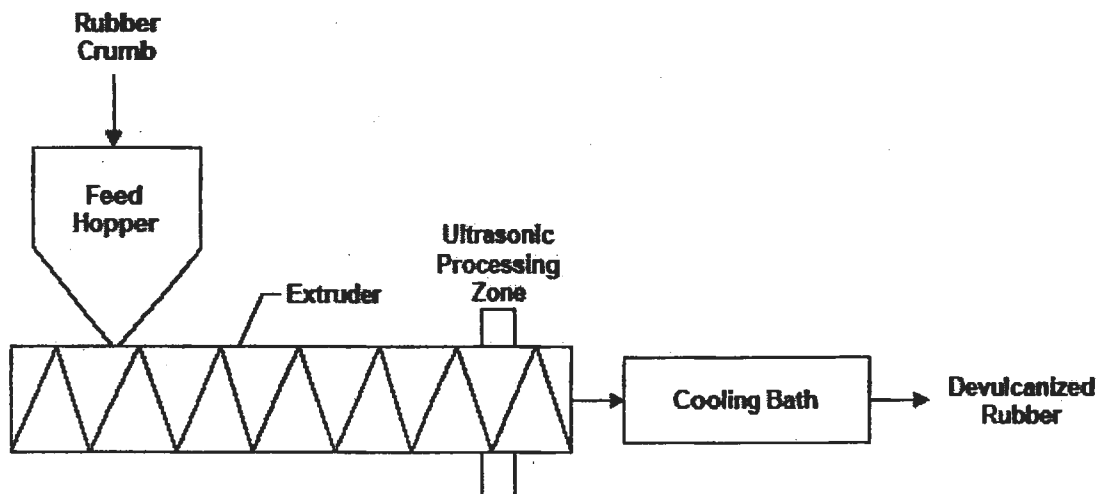 Rubber
Crumb
Feed
Hopper
Ultrasonic
Processing
Zone
Extruder
Cooling Bath
Devulcanized
Rubber